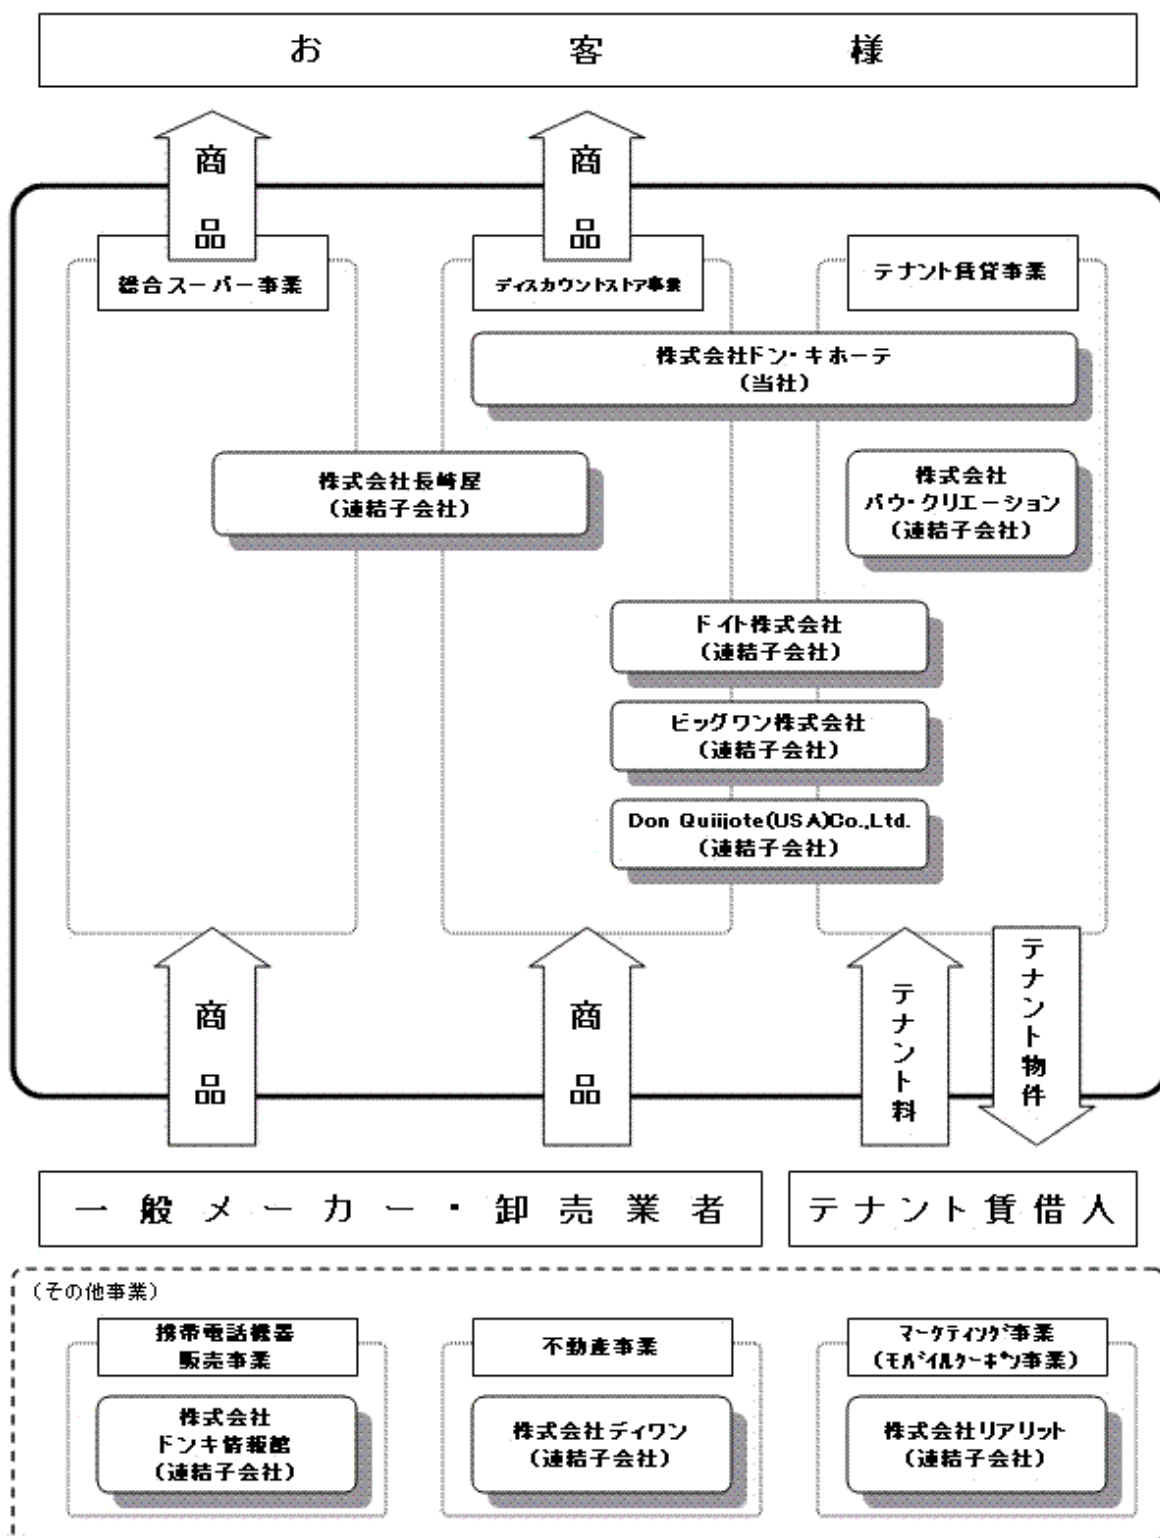 お客様
商品
商品
総合スーパー事業
ディスカウントストア事業
テナント賃貸事業
株式会社ドン・キホーテ
(当社)
株式会社長崎屋
(連結子会社)
株式会社
パウ・クリエーション
(連結子会社)
ドイト株式会社
(連結子会社)
ビッグワン株式会社
(連結子会社)
Don Quiijote(USA)Co.,Ltd.
(連結子会社)
商品
商品
テナント料
テナント物件
一般メーカー・卸売業者
テナント賃借人
(その他事業)
携帯電話機器
販売事業
不動産事業
マーケティング事業
(モバイルクーポン事業)
株式会社
ドンキ情報館
(連結子会社)
株式会社ディワン
(連結子会社)
株式会社リアリット
(連結子会社)